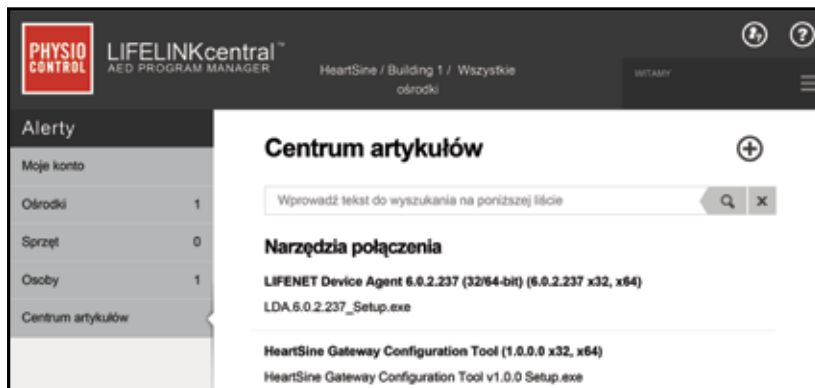 PHYSIO
CONTROL
LIFELINKcentral™
AED PROGRAM MANAGER
HeartSine / Building 1 / Wszystkie
ośrodki
WITAMY
Alerty
Moje konto
Ośrodki 1
Sprzęt 0
Osoby 1
Centrum artykułów
Centrum artykułów
Wprowadź tekst do wyszukania na poniższej liście
Narzędzia połączenia
LIFENET Device Agent 6.0.2.237 (32/64-bit) (6.0.2.237 x32, x64)
LDA.6.0.2.237_Setup.exe
HeartSine Gateway Configuration Tool (1.0.0.0 x32, x64)
HeartSine Gateway Configuration Tool v1.0.0 Setup.exe